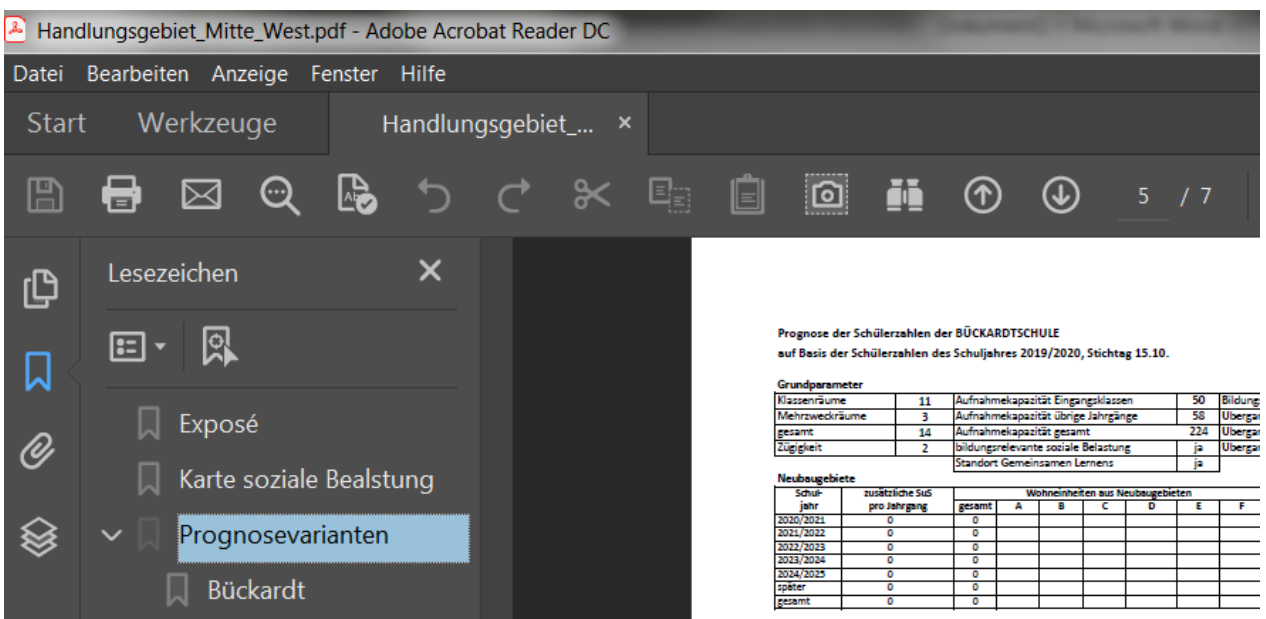 Handlungsgebiet_Mitte_West.pdf - Adobe Acrobat Reader DC
Datei Bearbeiten Anzeige Fenster Hilfe
Start Werkzeuge Handlungsgebiet_... ×
5 / 7
Lesezeichen
Exposé
Karte soziale Bealstung
Prognosevarianten
Bückardt
Prognose der Schülerzahlen der BÜCKARDTSCHULE
auf Basis der Schülerzahlen des Schuljahres 2019/2020, Stichtag 15.10.
Grundparameter
Klassenräume 11 Aufnahmekapazität Eingangsklassen 50 Bildung
Mehrzweckräume 3 Aufnahmekapazität übrige Jahrgänge 58
gesamt 14 Aufnahmekapazität gesamt 224
Zügigkeit 2 bildungsrelevante soziale Belastung ja
Standort Gemeinsamen Lernens ja
Neubaugebiete
Schul- zusätzliche SuS Wohneinheiten aus Neubaugebieten
jahr pro Jahrgang gesamt A B C D E F
2020/2021 0 0
2021/2022 0 0
2022/2023 0 0
2023/2024 0 0
2024/2025 0 0
später 0 0
gesamt 0 0